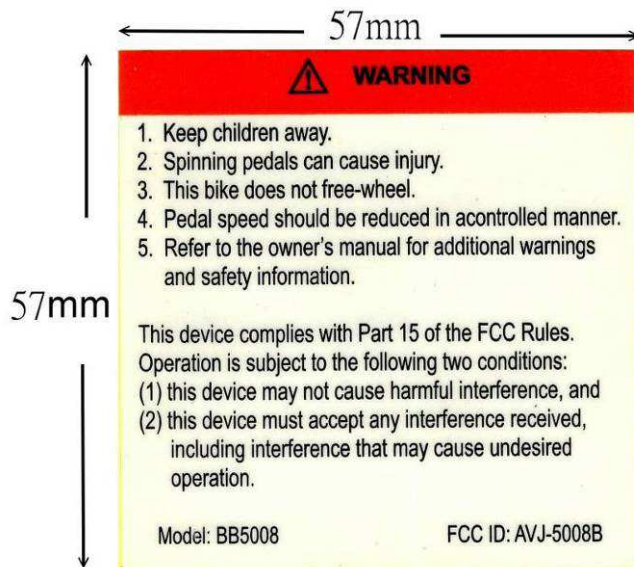 57mm
WARNING
1. Keep children away.
2. Spinning pedals can cause injury.
3. This bike does not free-wheel.
4. Pedal speed should be reduced in acontrolled manner.
5. Refer to the owner's manual for additional warnings
and safety information.
57mm
This device complies with Part 15 of the FCC Rules.
Operation is subject to the following two conditions:
(1) this device may not cause harmful interference, and
(2) this device must accept any interference received,
including interference that may cause undesired
operation.
Model: BB5008 FCC ID: AVJ-5008B